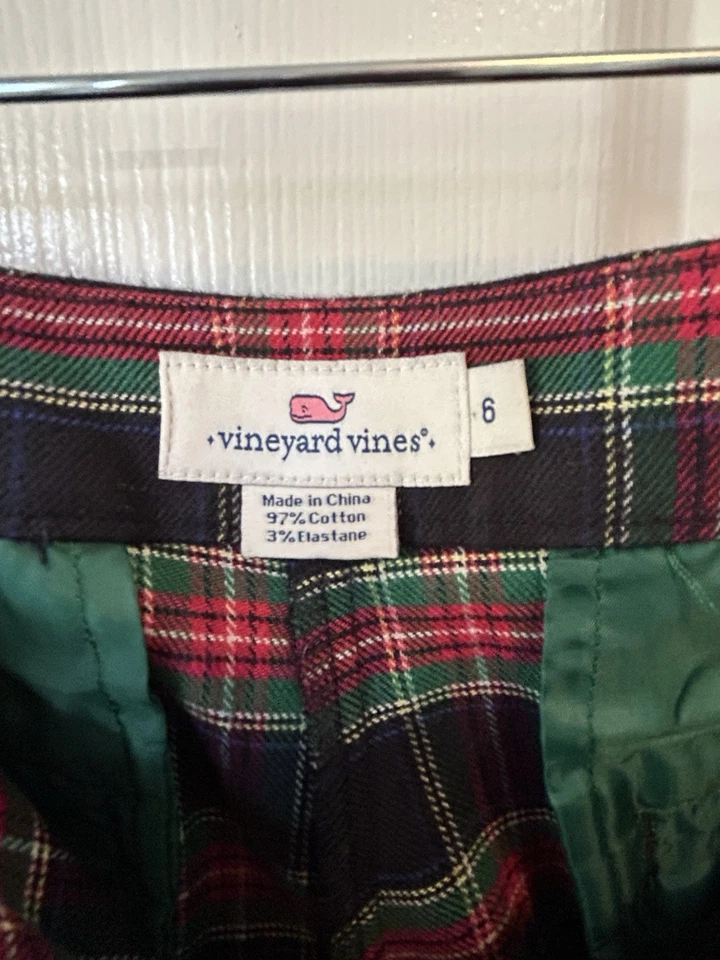 vineyard vines®
6
Made in China
97% Cotton
3% Elastane